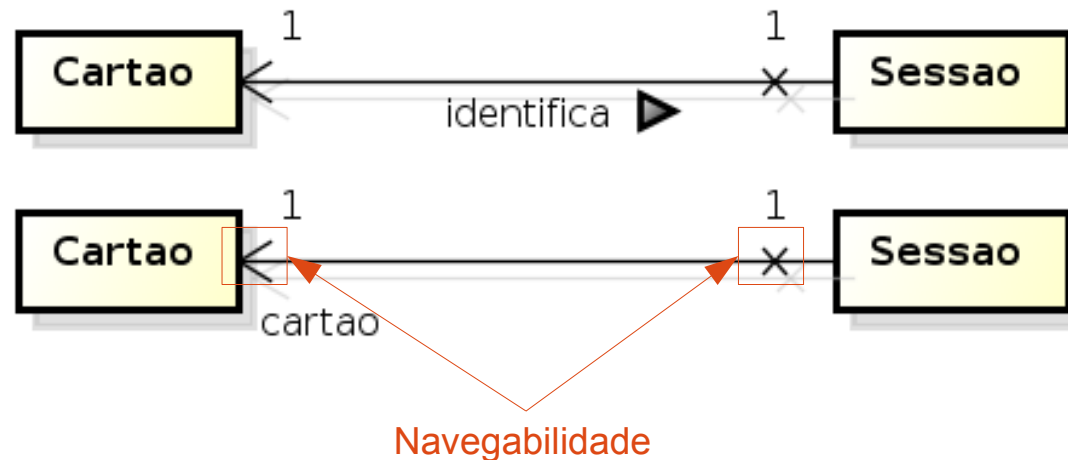 1 1
Cartao Sessao
identifica
1 1
Cartao Sessao
cartao
Navegabilidade